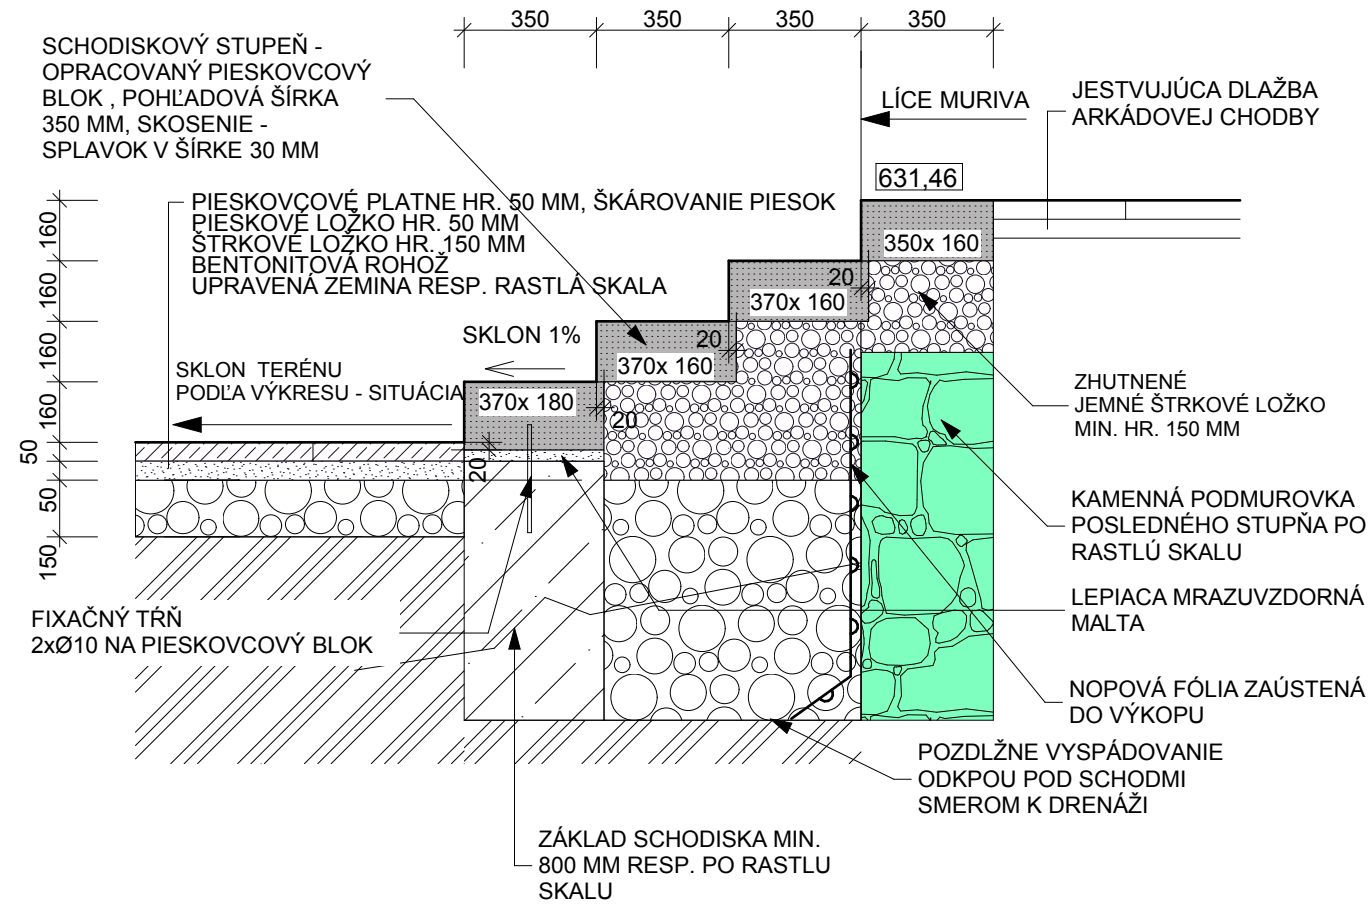 350
350
350
350
SCHODISKOVÝ STUPEŇ -
OPRACOVANÝ PIESKOVCOVÝ
BLOK , POHĽADOVÁ ŠÍRKA
350 MM, SKOSENIE -
SPLAVOK V ŠÍRKE 30 MM
LÍCE MURIVA
JESTVUJÚCA DLAŽBA
ARKÁDOVEJ CHODBY
631,46
PIESKOVCOVÉ PLATNE HR. 50 MM, ŠKÁROVANIE PIESOK
PIESKOVÉ LOŽKO HR. 50 MM
ŠTRKOVÉ LOŽKO HR. 150 MM
BENTONITOVÁ ROHOŽ
UPRAVENÁ ZEMINA RESP. RASTLÁ SKALA
160
160
160
160
50
50
150
350x 160
20
370x 160
SKLON 1%
20
370x 160
SKLON TERÉNU
PODĽA VÝKRESU - SITUÁCIA
370x 180
20
20
ZHUTNENÉ
JEMNÉ ŠTRKOVÉ LOŽKO
MIN. HR. 150 MM
KAMENNÁ PODMUROVKA
POSLEDNÉHO STUPŇA PO
RASTLÚ SKALU
LEPIACA MRAZUVZDORNÁ
MALTA
FIXAČNÝ TŔŇ
2xØ10 NA PIESKOVCOVÝ BLOK
NOPOVÁ FÓLIA ZAÚSTENÁ
DO VÝKOPU
POZDLŽNE VYSPÁDOVANIE
ODKPOU POD SCHODMI
SMEROM K DRENÁŽI
ZÁKLAD SCHODISKA MIN.
800 MM RESP. PO RASTLU
SKALU